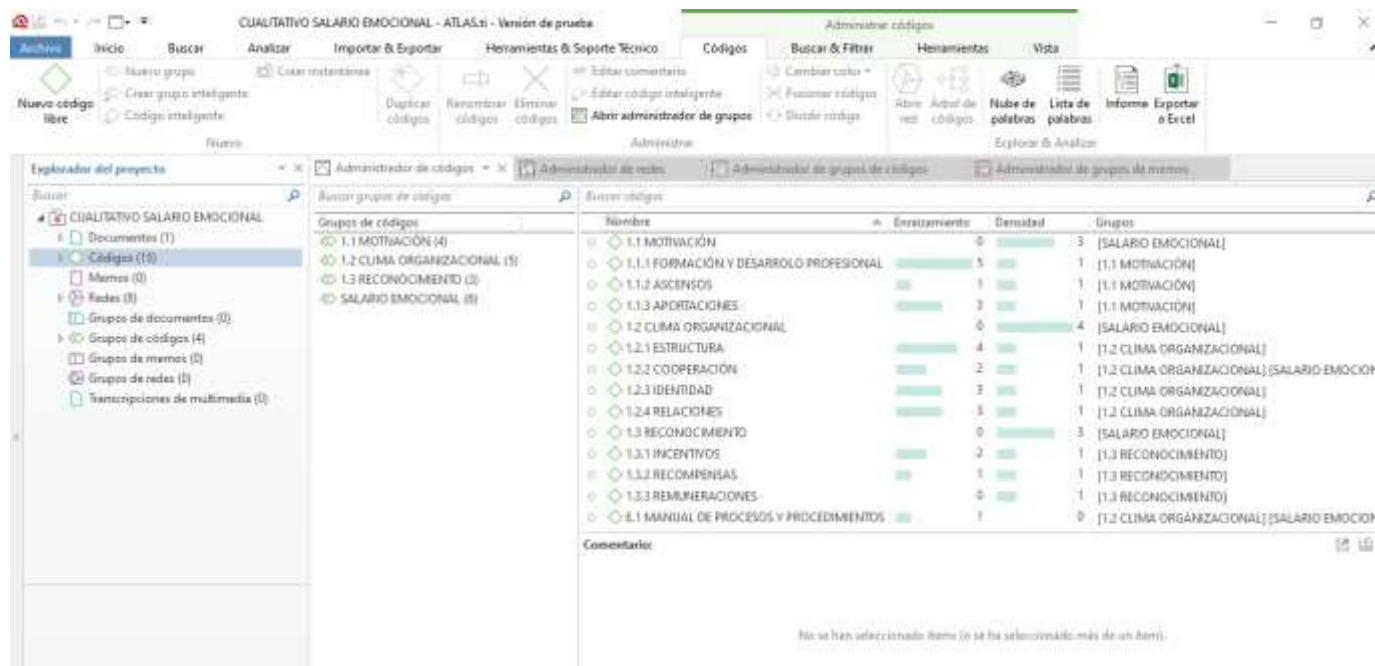 CUALITATIVO SALARIO EMOCIONAL - ATLAS.ti - Versión de prueba
Administrar códigos
Archivo Inicio Buscar Analizar Importar & Exportar Herramientas & Soporte Técnico Códigos Buscar & Filtrar Herramientas Vista
Nuevo código libre
Nuevo grupo
Crear grupo inteligente
Código inteligente
Crear instantánea
Duplicar códigos
Renombrar códigos
Eliminar códigos
Editar comentario
Editar código inteligente
Abrir administrador de grupos
Cambiar color
Fusionar códigos
Dividir código
Abrir red
Árbol de códigos
Nube de palabras
Lista de palabras
Informe
Exportar a Excel
Nuevo
Administrar
Explorar & Analizar
Explorador del proyecto
Administrador de códigos
Administrador de redes
Administrador de grupos de códigos
Administrador de grupos de memos
Buscar
Buscar grupos de códigos
Buscar códigos
CUALITATIVO SALARIO EMOCIONAL
Documentos (1)
Códigos (15)
Memos (0)
Redes (8)
Grupos de documentos (0)
Grupos de códigos (4)
Grupos de memos (0)
Grupos de redes (0)
Transcripciones de multimedia (0)
Grupos de códigos
1.1 MOTIVACIÓN (4)
1.2 CLIMA ORGANIZACIONAL (5)
1.3 RECONOCIMIENTO (3)
SALARIO EMOCIONAL (6)
Nombre Enraizamiento Densidad Grupos
1.1 MOTIVACIÓN 0 3 [SALARIO EMOCIONAL]
1.1.1 FORMACIÓN Y DESARROLO PROFESIONAL 5 1 [1.1 MOTIVACIÓN]
1.1.2 ASCENSOS 1 1 [1.1 MOTIVACIÓN]
1.1.3 APORTACIONES 3 1 [1.1 MOTIVACIÓN]
1.2 CLIMA ORGANIZACIONAL 0 4 [SALARIO EMOCIONAL]
1.2.1 ESTRUCTURA 4 1 [1.2 CLIMA ORGANIZACIONAL]
1.2.2 COOPERACIÓN 2 1 [1.2 CLIMA ORGANIZACIONAL] [SALARIO EMOCION
1.2.3 IDENTIDAD 3 1 [1.2 CLIMA ORGANIZACIONAL]
1.2.4 RELACIONES 3 1 [1.2 CLIMA ORGANIZACIONAL]
1.3 RECONOCIMIENTO 0 3 [SALARIO EMOCIONAL]
1.3.1 INCENTIVOS 2 1 [1.3 RECONOCIMIENTO]
1.3.2 RECOMPENSAS 1 1 [1.3 RECONOCIMIENTO]
1.3.3 REMUNERACIONES 0 1 [1.3 RECONOCIMIENTO]
E.1 MANUAL DE PROCESOS Y PROCEDIMIENTOS 1 0 [1.2 CLIMA ORGANIZACIONAL] [SALARIO EMOCION
Comentario:
No se han seleccionado ítems (o se ha seleccionado más de un ítem).